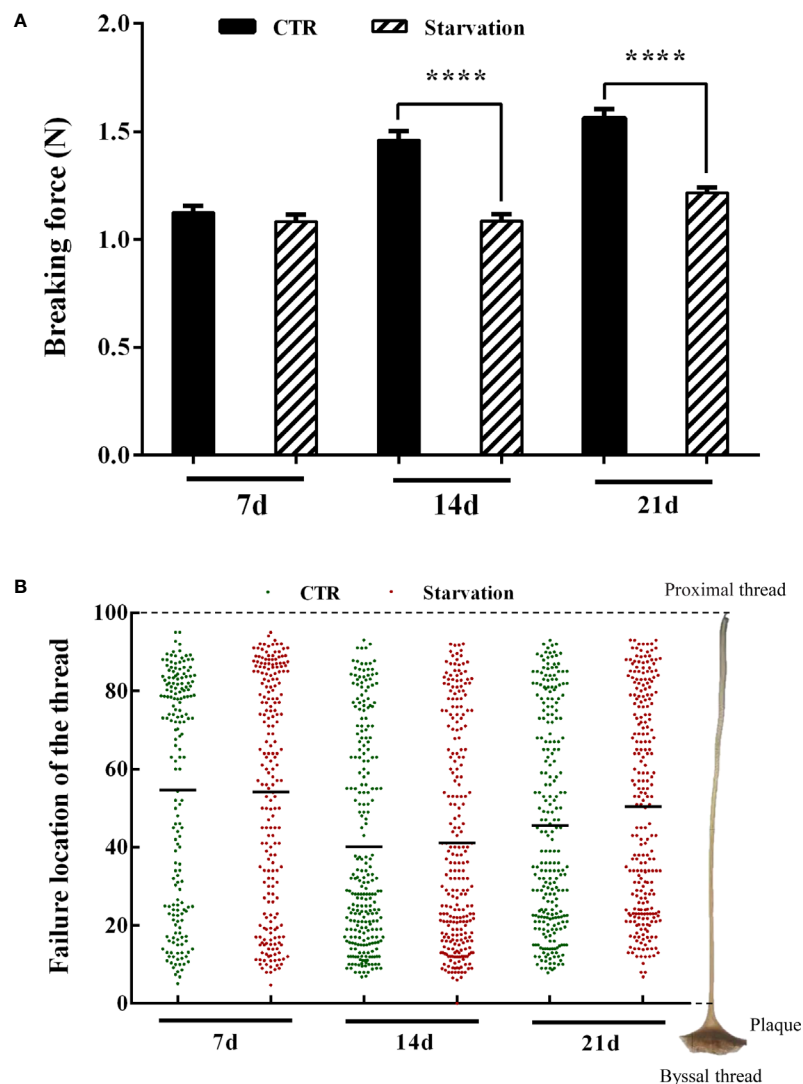 A
CTR
Starvation
Breaking force (N)
2.0
1.5
1.0
0.5
0.0
****
****
7d
14d
21d
B
CTR
Starvation
Failure location of the thread
100
80
60
40
20
0
7d
14d
21d
Proximal thread
Plaque
Byssal thread